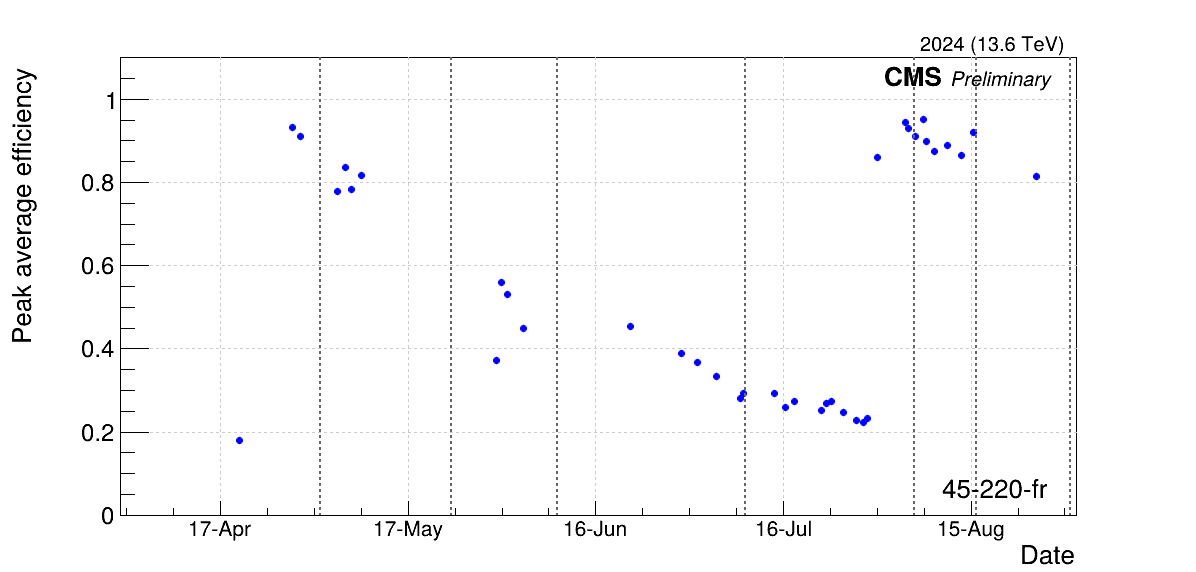 2024 (13.6 TeV)
CMS Preliminary
Peak average efficiency
1
0.8
0.6
0.4
0.2
0
45-220-fr
17-Apr 17-May 16-Jun 16-Jul 15-Aug
Date